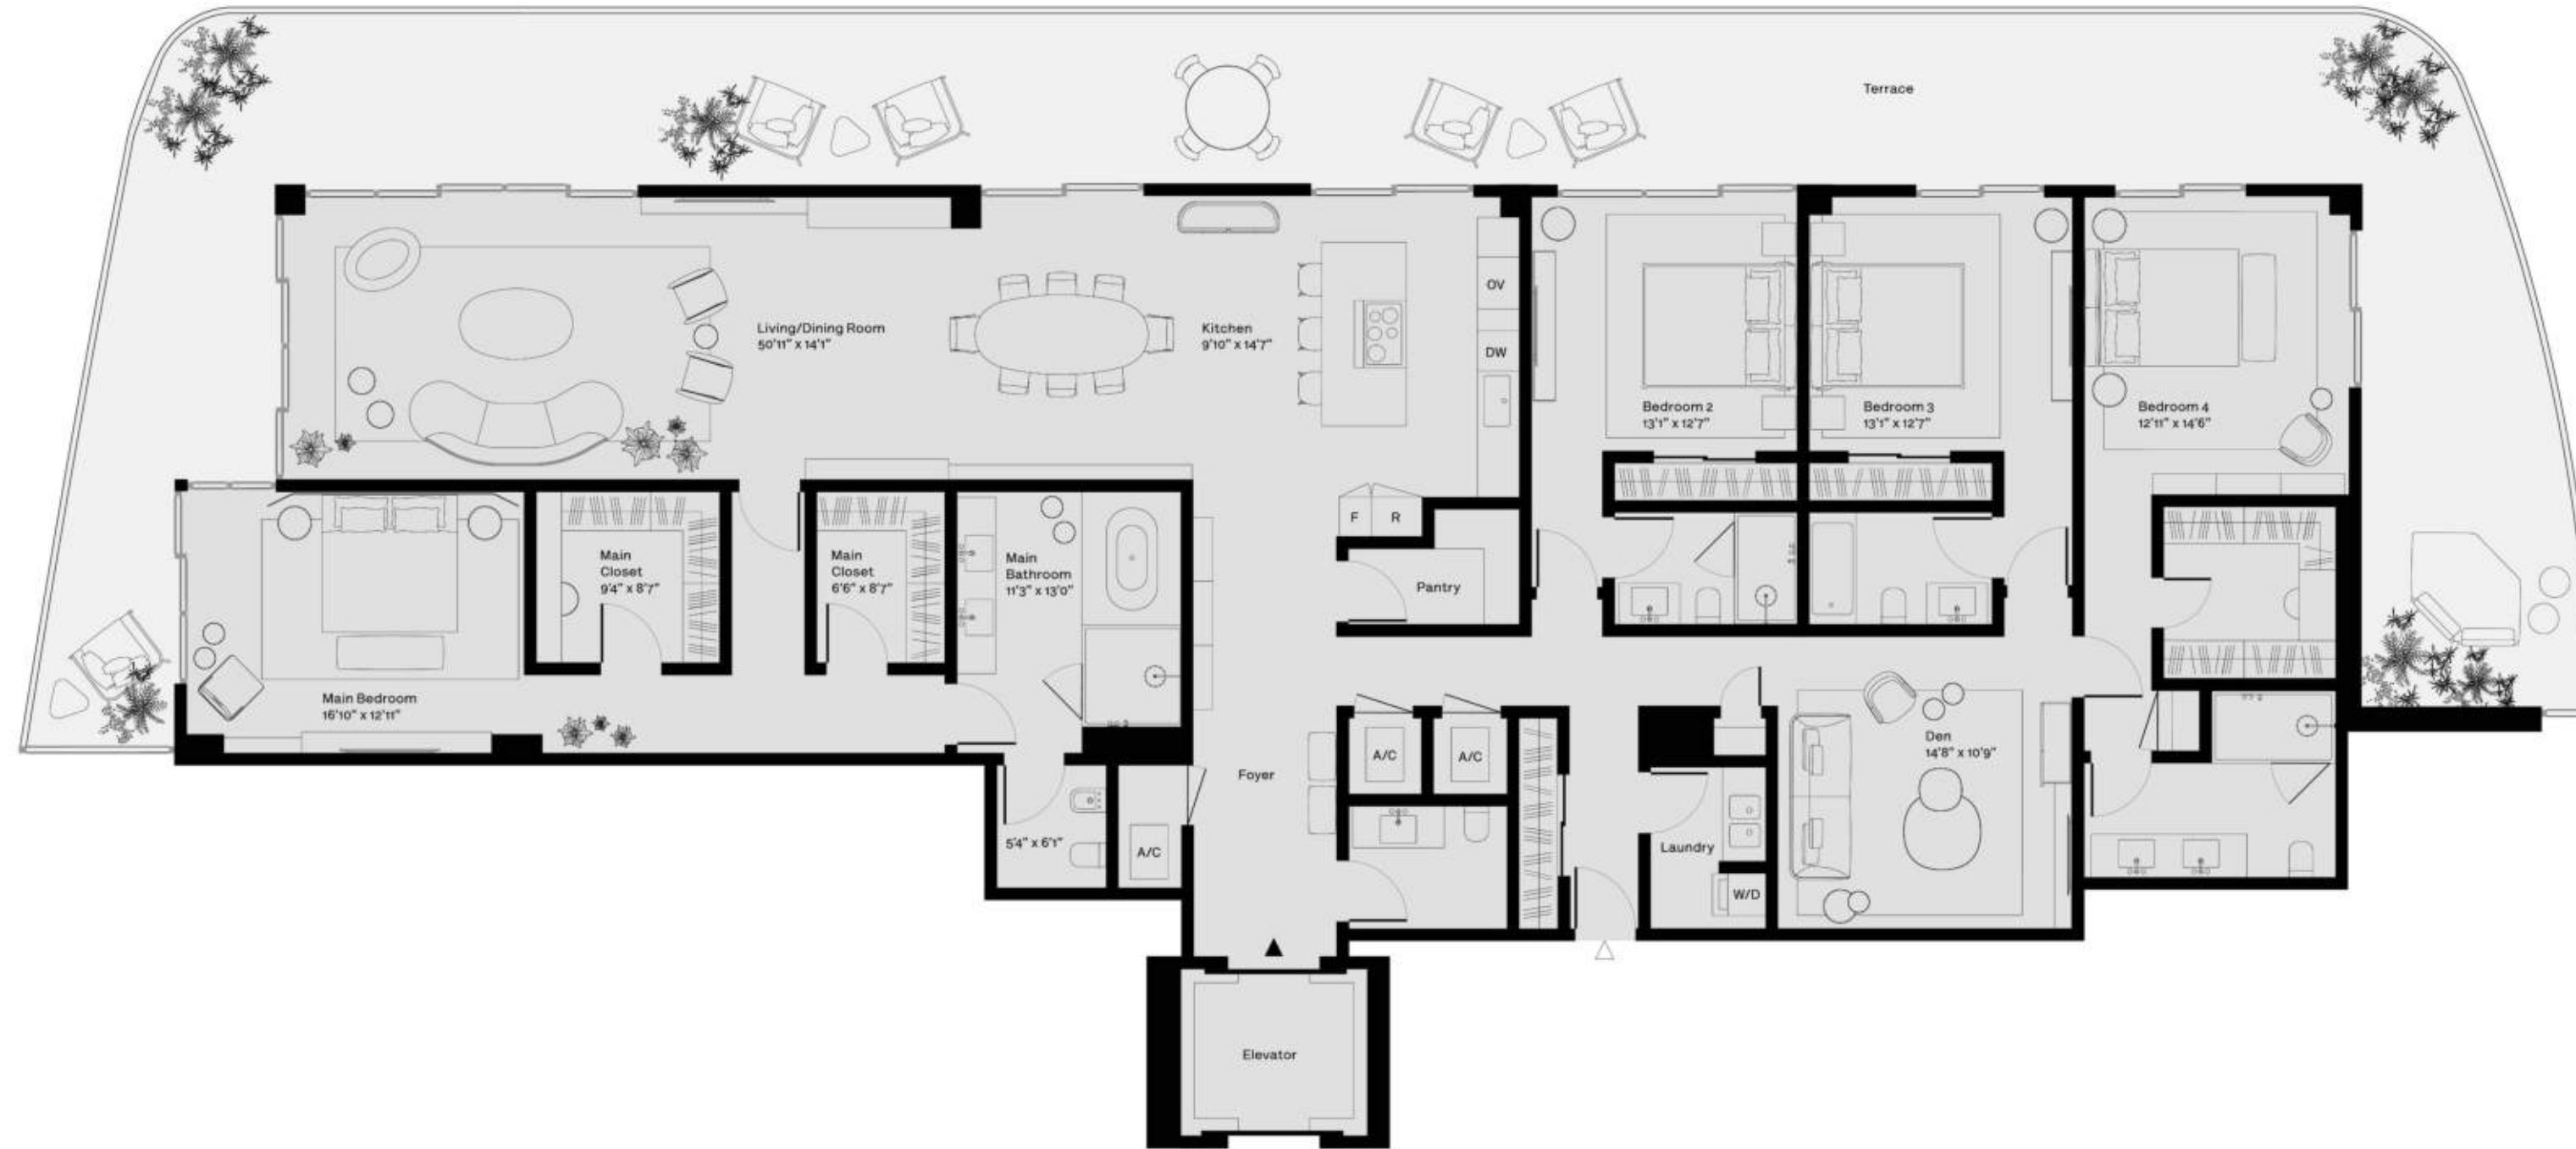 Terrace
Living/Dining Room
50'11" x 14'1"
Kitchen
9'10" x 14'7"
OV
DW
F
R
Bedroom 2
13'1" x 12'7"
Bedroom 3
13'1" x 12'7"
Bedroom 4
12'11" x 14'6"
Main
Closet
9'4" x 8'7"
Main
Closet
6'6" x 8'7"
Main
Bathroom
11'3" x 13'0"
Pantry
Main Bedroom
16'10" x 12'11"
Foyer
A/C
A/C
Den
14'8" x 10'9"
5'4" x 6'1"
A/C
Laundry
W/D
Elevator